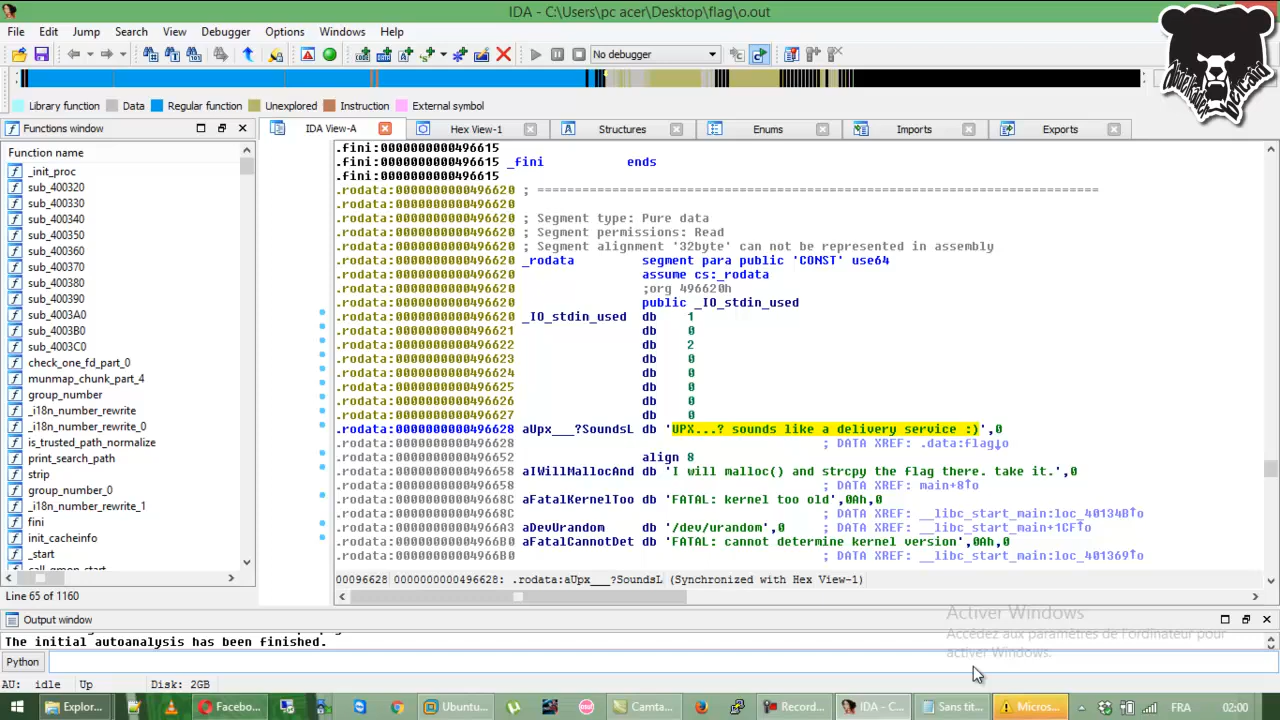 IDA - C:\Users\pc acer\Desktop\flag\o.out
File Edit Jump Search View Debugger Options Windows Help
No debugger
Library function Data Regular function Unexplored Instruction External symbol
Functions window
IDA View-A Hex View-1 Structures Enums Imports Exports
Function name
_init_proc
sub_400320
sub_400330
sub_400340
sub_400350
sub_400360
sub_400370
sub_400380
sub_400390
sub_4003A0
sub_4003B0
sub_4003C0
check_one_fd_part_0
munmap_chunk_part_4
group_number
_i18n_number_rewrite
_i18n_number_rewrite_0
is_trusted_path_normalize
print_search_path
strip
group_number_0
_i18n_number_rewrite_1
fini
init_cacheinfo
_start
call_gmon_start
Line 65 of 1160
.fini:0000000000496615
.fini:0000000000496615 _fini ends
.fini:0000000000496615
.rodata:0000000000496620 ; ===========================================================================
.rodata:0000000000496620
.rodata:0000000000496620 ; Segment type: Pure data
.rodata:0000000000496620 ; Segment permissions: Read
.rodata:0000000000496620 ; Segment alignment '32byte' can not be represented in assembly
.rodata:0000000000496620 _rodata segment para public 'CONST' use64
.rodata:0000000000496620 assume cs:_rodata
.rodata:0000000000496620 ;org 496620h
.rodata:0000000000496620 public _IO_stdin_used
.rodata:0000000000496620 _IO_stdin_used db 1
.rodata:0000000000496621 db 0
.rodata:0000000000496622 db 2
.rodata:0000000000496623 db 0
.rodata:0000000000496624 db 0
.rodata:0000000000496625 db 0
.rodata:0000000000496626 db 0
.rodata:0000000000496627 db 0
.rodata:0000000000496628 aUpx___?SoundsL db 'UPX...? sounds like a delivery service :)',0
.rodata:0000000000496628 ; DATA XREF: .data:flag↓o
.rodata:0000000000496652 align 8
.rodata:0000000000496658 aIWillMallocAnd db 'I will malloc() and strcpy the flag there. take it.',0
.rodata:0000000000496658 ; DATA XREF: main+8↑o
.rodata:000000000049668C aFatalKernelToo db 'FATAL: kernel too old',0Ah,0
.rodata:000000000049668C ; DATA XREF: __libc_start_main:loc_40134B↑o
.rodata:00000000004966A3 aDevUrandom db '/dev/urandom',0 ; DATA XREF: __libc_start_main+1CF↑o
.rodata:00000000004966B0 aFatalCannotDet db 'FATAL: cannot determine kernel version',0Ah,0
.rodata:00000000004966B0 ; DATA XREF: __libc_start_main:loc_401369↑o
00096628 0000000000496628: .rodata:aUpx___?SoundsL (Synchronized with Hex View-1)
Output window
The initial autoanalysis has been finished.
Python
AU: idle Up Disk: 2GB
Activer Windows
Accédez aux paramètres de l'ordinateur pour
activer Windows.
Explor... Facebo... Ubuntu... Camta... Record... IDA - C... Sans tit... Micros... FR 02:00